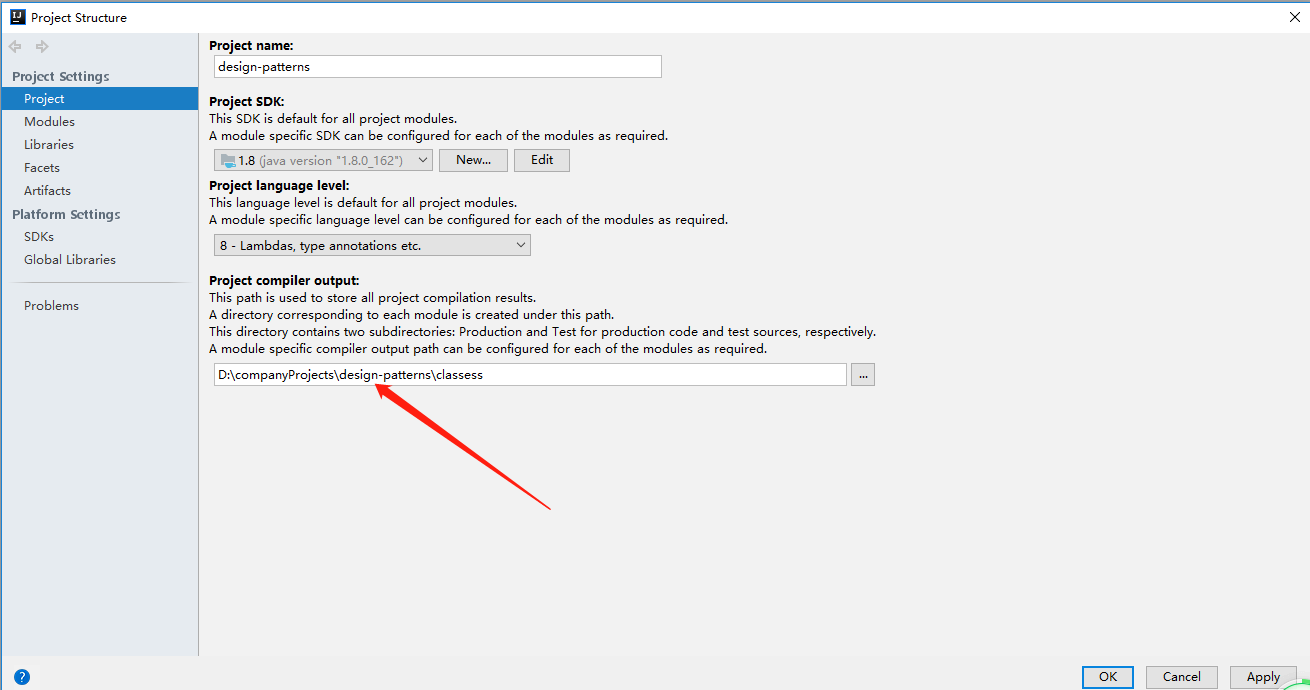 Project Structure
Project name:
design-patterns
Project Settings
Project
Modules
Libraries
Facets
Artifacts
Platform Settings
SDKs
Global Libraries
Problems
Project SDK:
This SDK is default for all project modules.
A module specific SDK can be configured for each of the modules as required.
1.8 (java version "1.8.0_162")
New...
Edit
Project language level:
This language level is default for all project modules.
A module specific language level can be configured for each of the modules as required.
8 - Lambdas, type annotations etc.
Project compiler output:
This path is used to store all project compilation results.
A directory corresponding to each module is created under this path.
This directory contains two subdirectories: Production and Test for production code and test sources, respectively.
A module specific compiler output path can be configured for each of the modules as required.
D:\companyProjects\design-patterns\classess
...
?
OK
Cancel
Apply